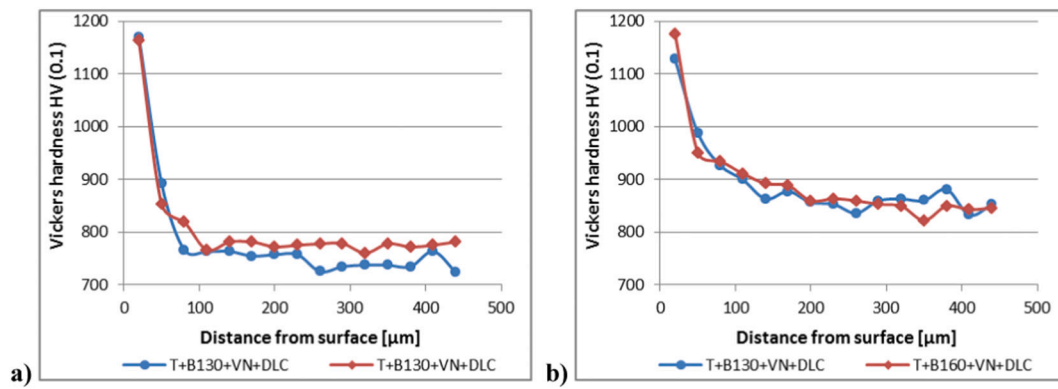 1200
1100
1000
900
800
700
0 100 200 300 400 500
Vickers hardness HV (0.1)
Distance from surface [µm]
T+B130+VN+DLC T+B130+VN+DLC
a)
1200
1100
1000
900
800
700
0 100 200 300 400 500
Vickers hardness HV (0.1)
Distance from surface [µm]
T+B130+VN+DLC T+B160+VN+DLC
b)